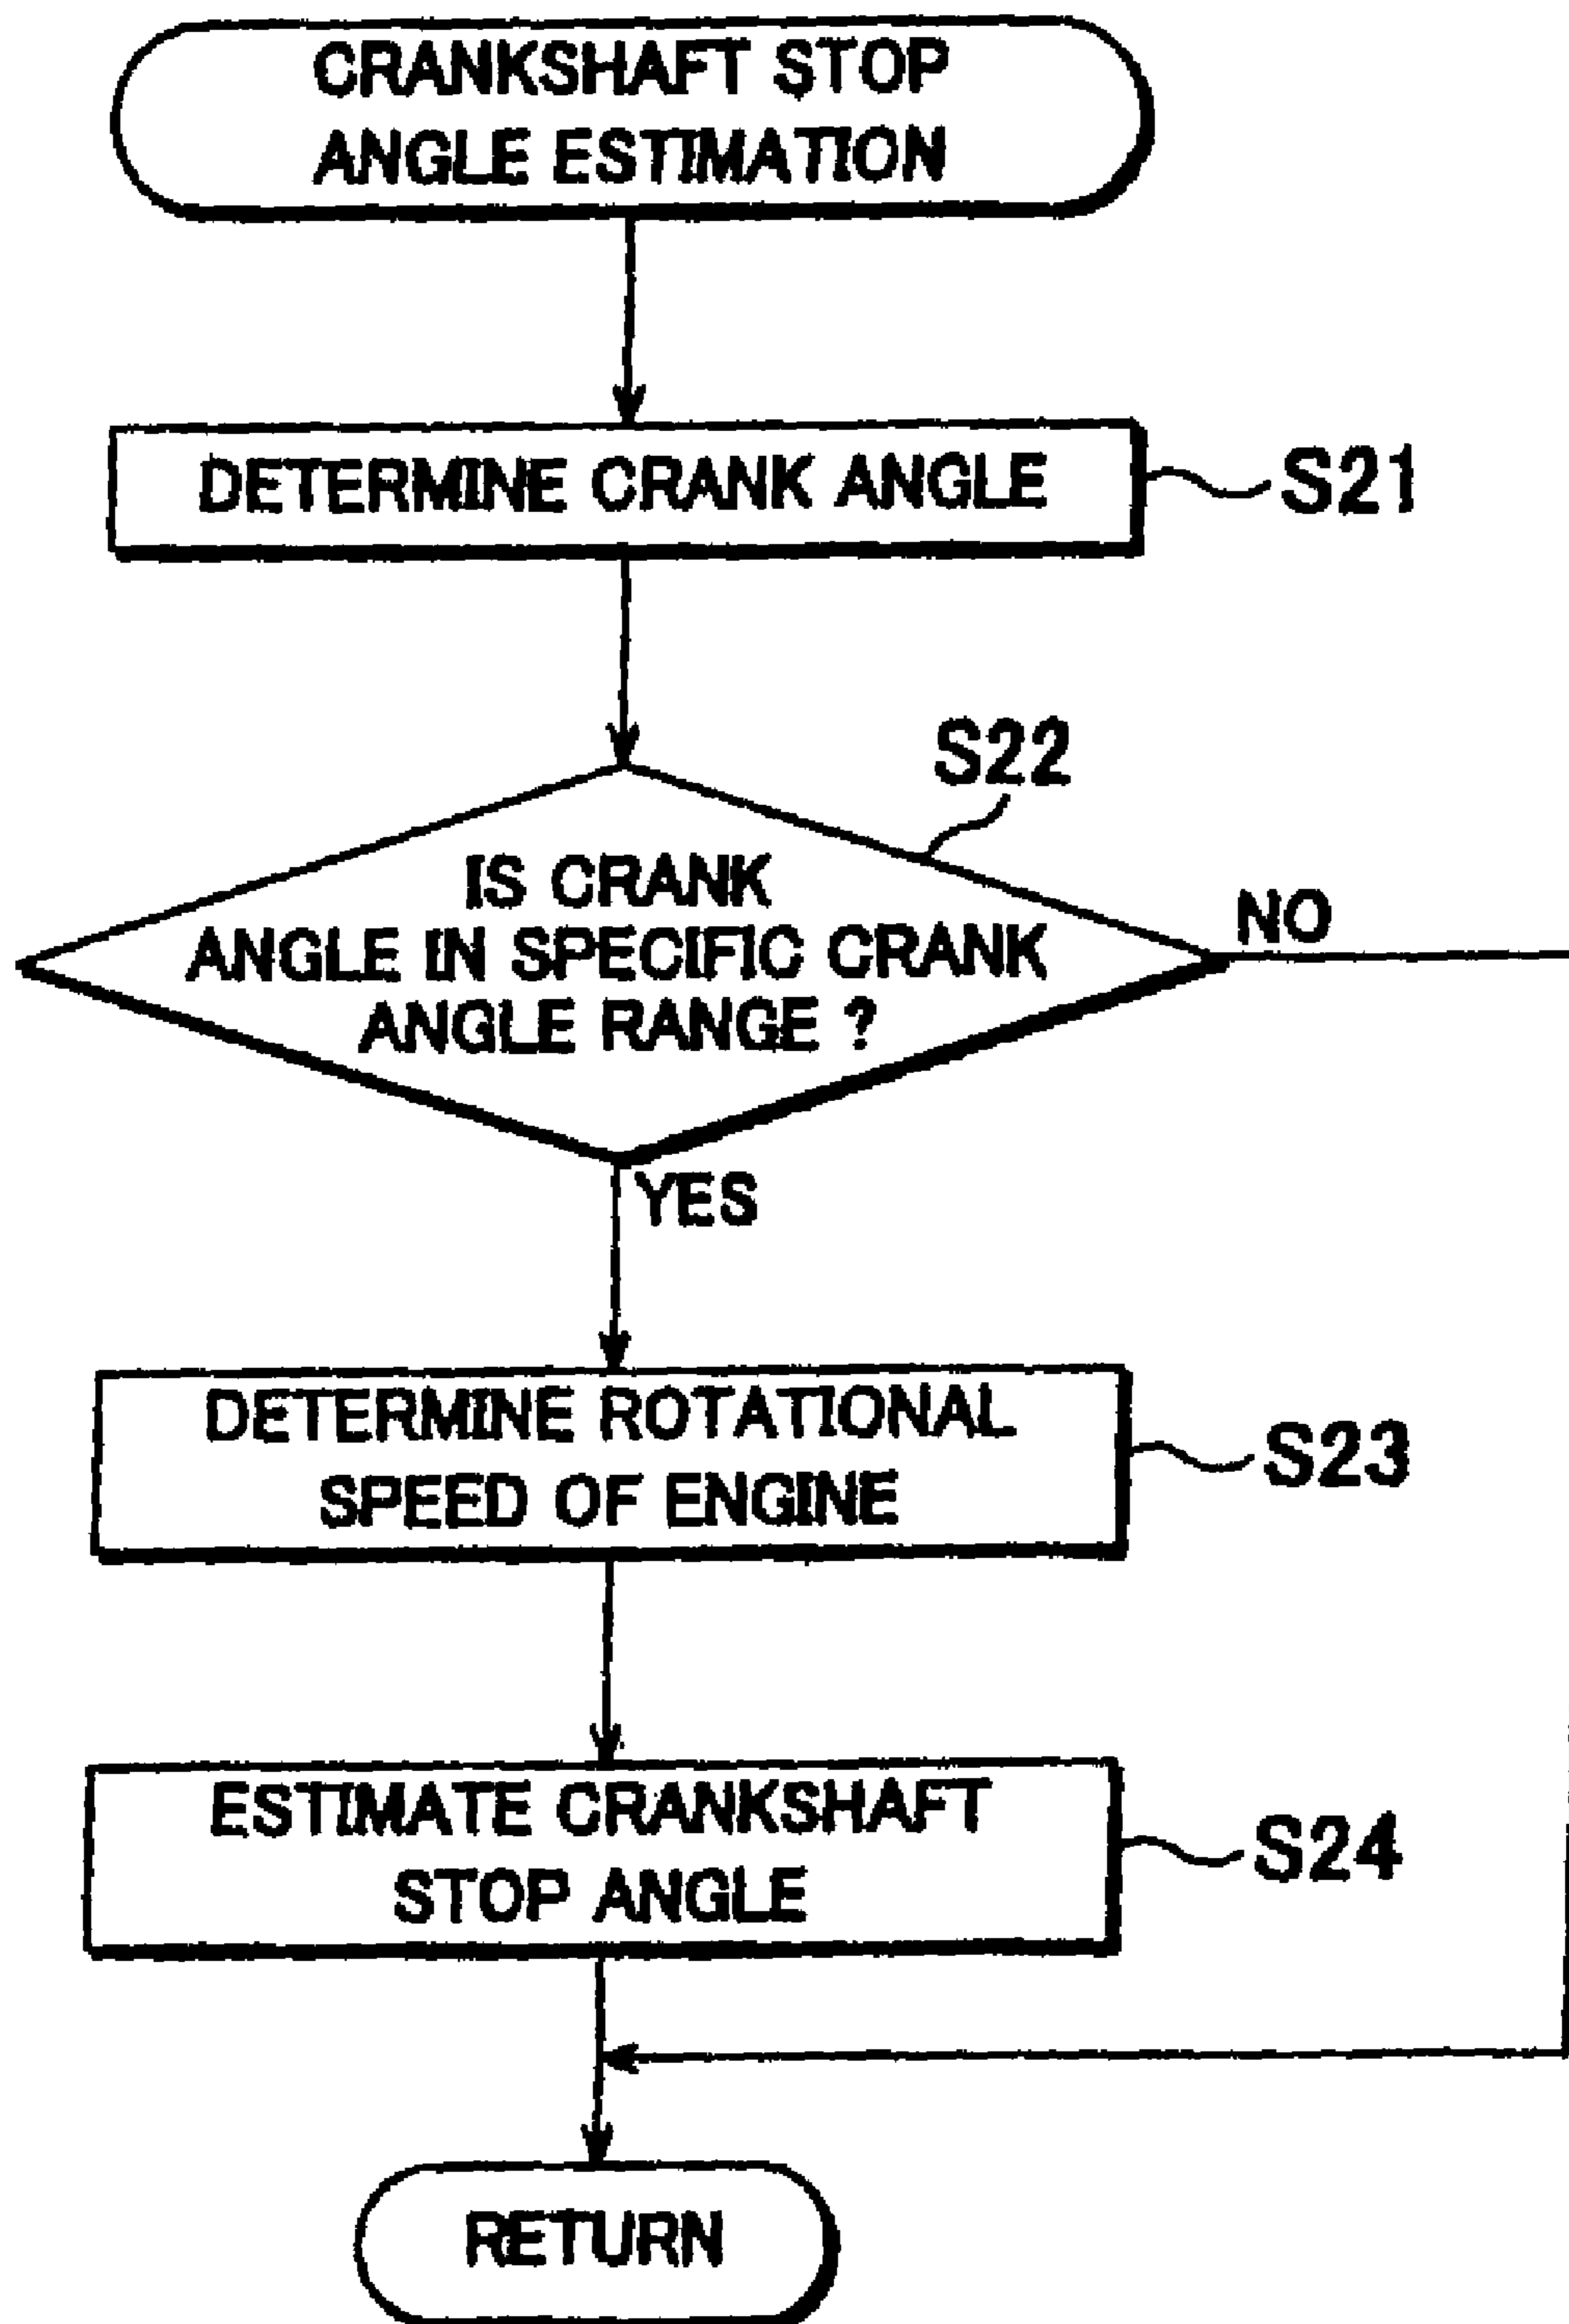 CRANKSHAFT STOP
ANGLE ESTIMATION
DETERMINE CRANK ANGLE
S21
S22
IS CRANK
ANGLE IN SPECIFIC CRANK
ANGLE RANGE ?
NO
YES
DETERMINE ROTATIONAL
SPEED OF ENGINE
S23
ESTIMATE CRANKSHAFT
STOP ANGLE
S24
RETURN